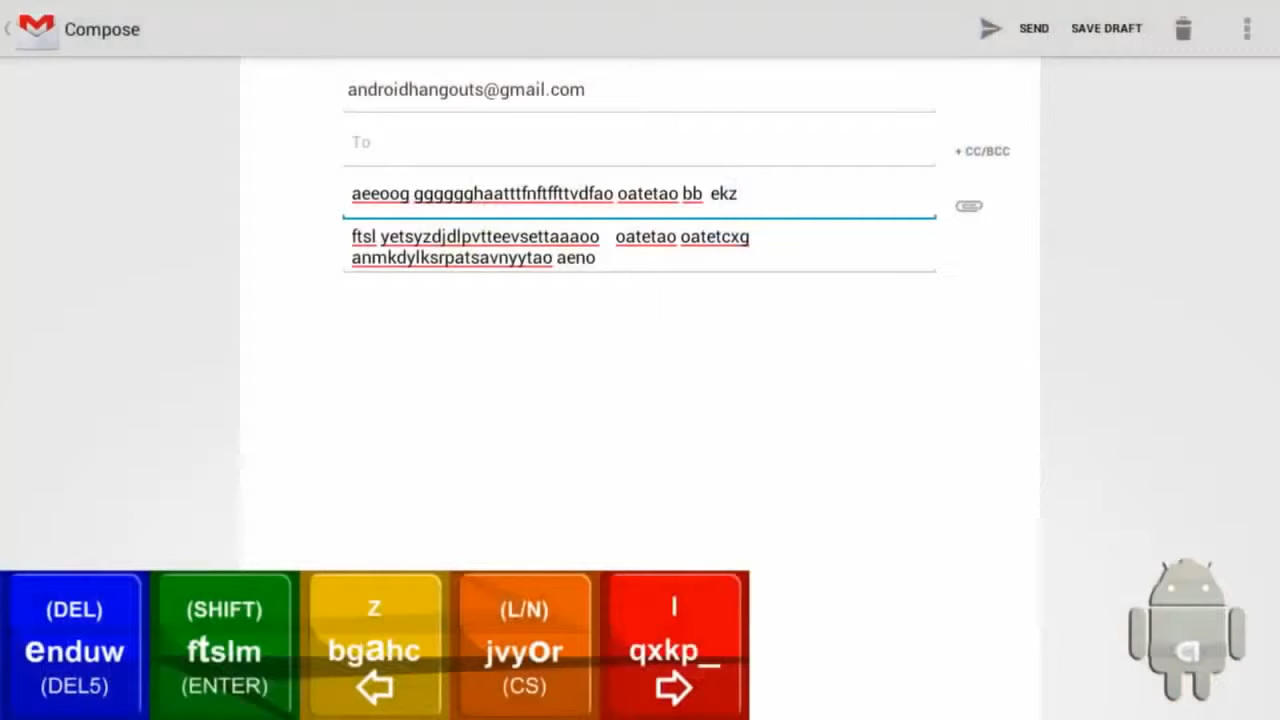 Compose
SEND
SAVE DRAFT
androidhangouts@gmail.com
To
+ CC/BCC
aeeoog gggggghaatttfnftffttvdfao oatetao bb  ekz
ftsl yetsyzdjdlpvtteevsettaaaoo    oatetao oatetcxg
anmkdylksrpatsavnyytao aeno
(DEL)
enduw
(DEL5)
(SHIFT)
ftslm
(ENTER)
z
bgahc
(L/N)
jvyor
(CS)
I
qxkp_
a